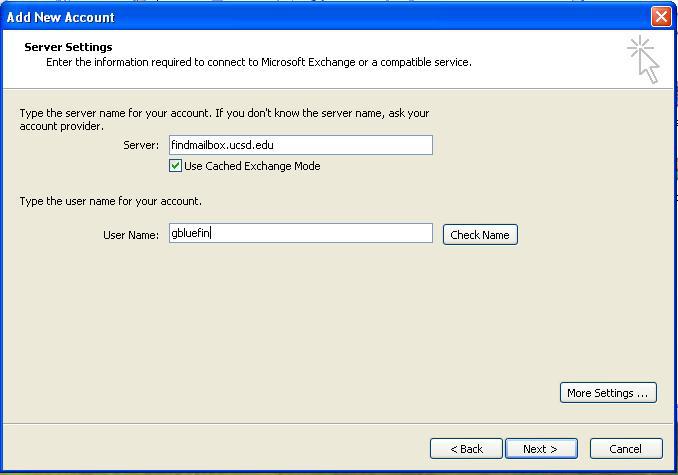 Add New Account
Server Settings
Enter the information required to connect to Microsoft Exchange or a compatible service.
Type the server name for your account. If you don't know the server name, ask your
account provider.
Server: findmailbox.ucsd.edu
Use Cached Exchange Mode
Type the user name for your account.
User Name: gbluefin Check Name
More Settings ...
< Back Next > Cancel